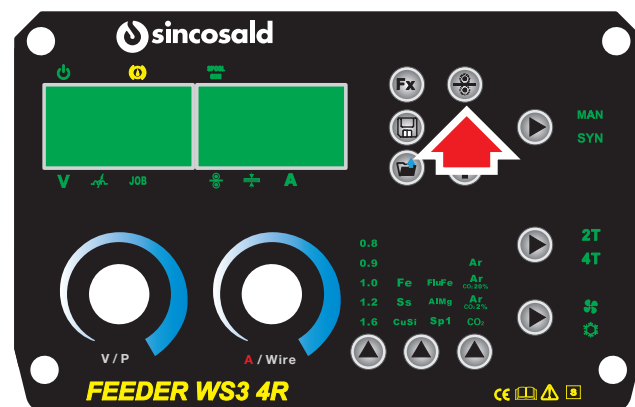 sincosald
SPOOL
GUN
Fx
MAN
SYN
V JOB A
0.8
0.9 Ar
1.0 Fe FluFe Ar CO₂ 20%
1.2 Ss AlMg Ar CO₂ 2%
1.6 CuSi Sp1 CO₂
2T
4T
V / P
A / Wire
FEEDER WS3 4R
CE
8